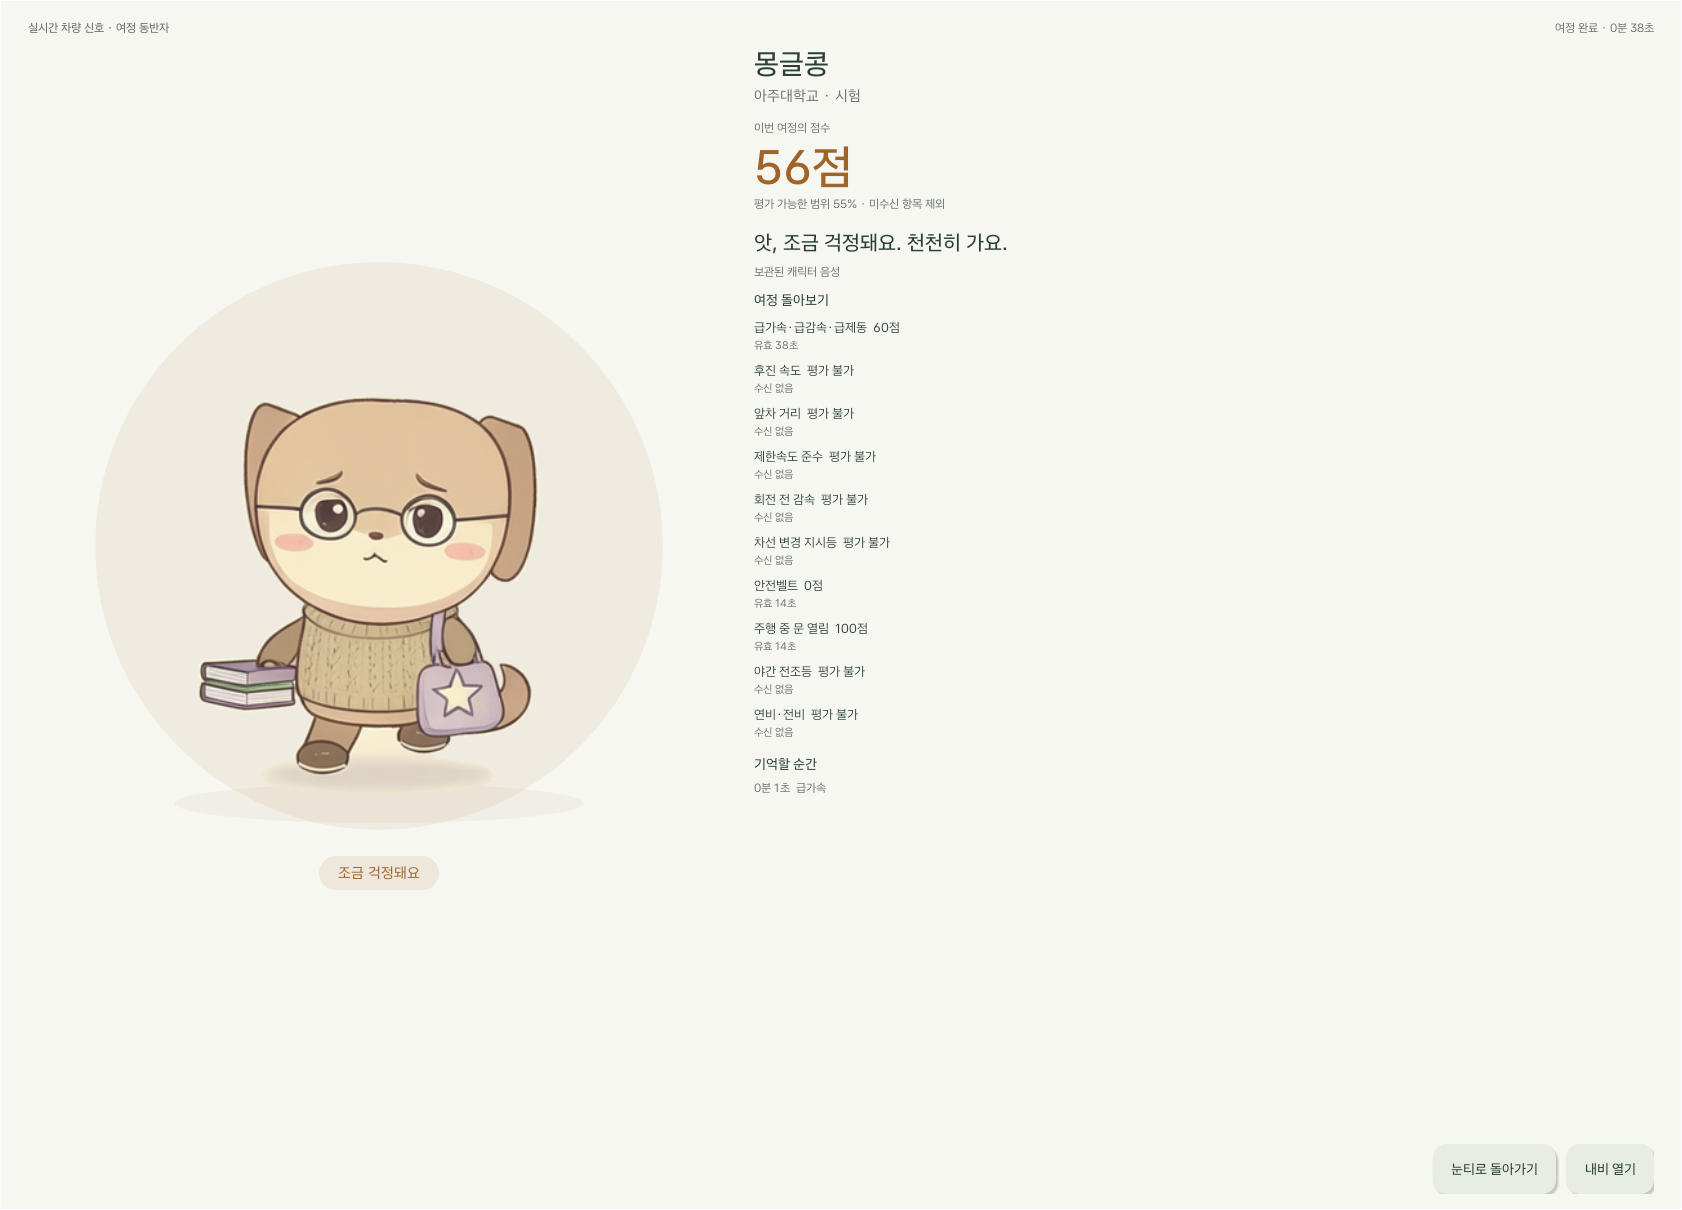 실시간 차량 신호 · 여정 동반자
여정 완료 · 0분 38초
몽글콩
아주대학교 · 시험
이번 여정의 점수
56점
평가 가능한 범위 55% · 미수신 항목 제외
앗, 조금 걱정돼요. 천천히 가요.
보관된 캐릭터 음성
여정 돌아보기
급가속·급감속·급제동 60점
유효 38초
후진 속도 평가 불가
수신 없음
앞차 거리 평가 불가
수신 없음
제한속도 준수 평가 불가
수신 없음
회전 전 감속 평가 불가
수신 없음
차선 변경 지시등 평가 불가
수신 없음
안전벨트 0점
유효 14초
주행 중 문 열림 100점
유효 14초
야간 전조등 평가 불가
수신 없음
연비·전비 평가 불가
수신 없음
기억할 순간
0분 1초 급가속
조금 걱정돼요
눈티로 돌아가기
내비 열기